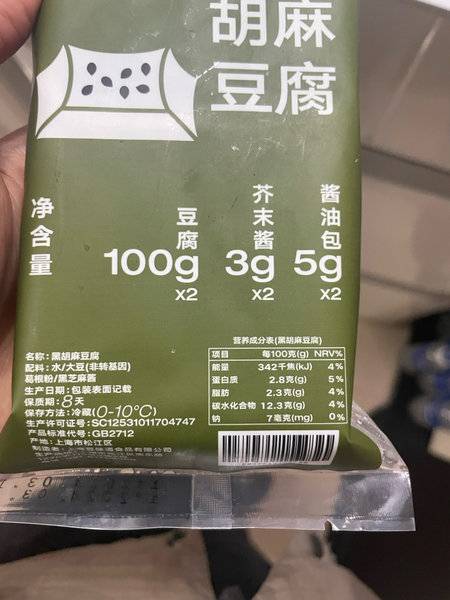 胡麻
豆腐
净含量
豆腐
100g
x2
芥末酱
3g
x2
酱油包
5g
x2
名称:黑胡麻豆腐
配料:水/大豆(非转基因)
葛根粉/黑芝麻酱
生产日期:包装表面记载
保质期:8天
保存方法:冷藏(0-10℃)
生产许可证号:SC12531011704747
产品标准代号:GB2712
产地:上海市松江区
营养成分表(黑胡麻豆腐)
项目 每100克(g) NRV%
能量 342千焦(kJ) 4%
蛋白质 2.8克(g) 5%
脂肪 2.3克(g) 4%
碳水化合物 12.3克(g) 4%
钠 7毫克(mg) 0%